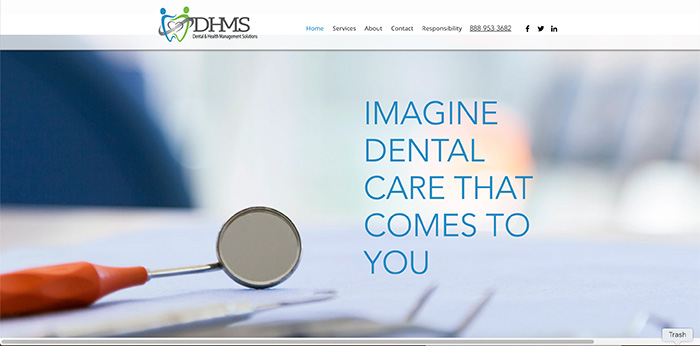 DHMS
Dental & Health Management Solutions
Home Services About Contact Responsibility 888 953 3682
IMAGINE
DENTAL
CARE THAT
COMES TO
YOU
Trash